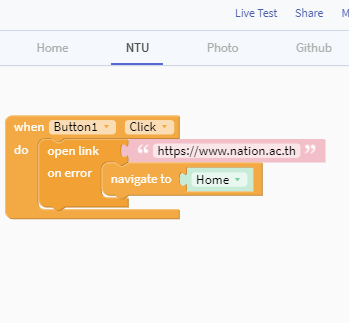 Live Test Share M
Home NTU Photo Github
when Button1 Click
do open link “ https://www.nation.ac.th ”
on error navigate to Home